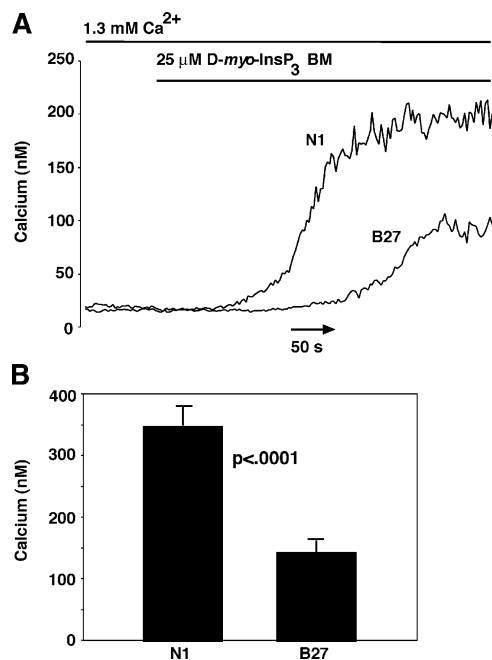 A
1.3 mM Ca2+
25 μM D-myo-InsP3 BM
250
200
150
100
50
0
Calcium (nM)
N1
B27
50 s
B
400
300
200
100
0
Calcium (nM)
p<.0001
N1
B27